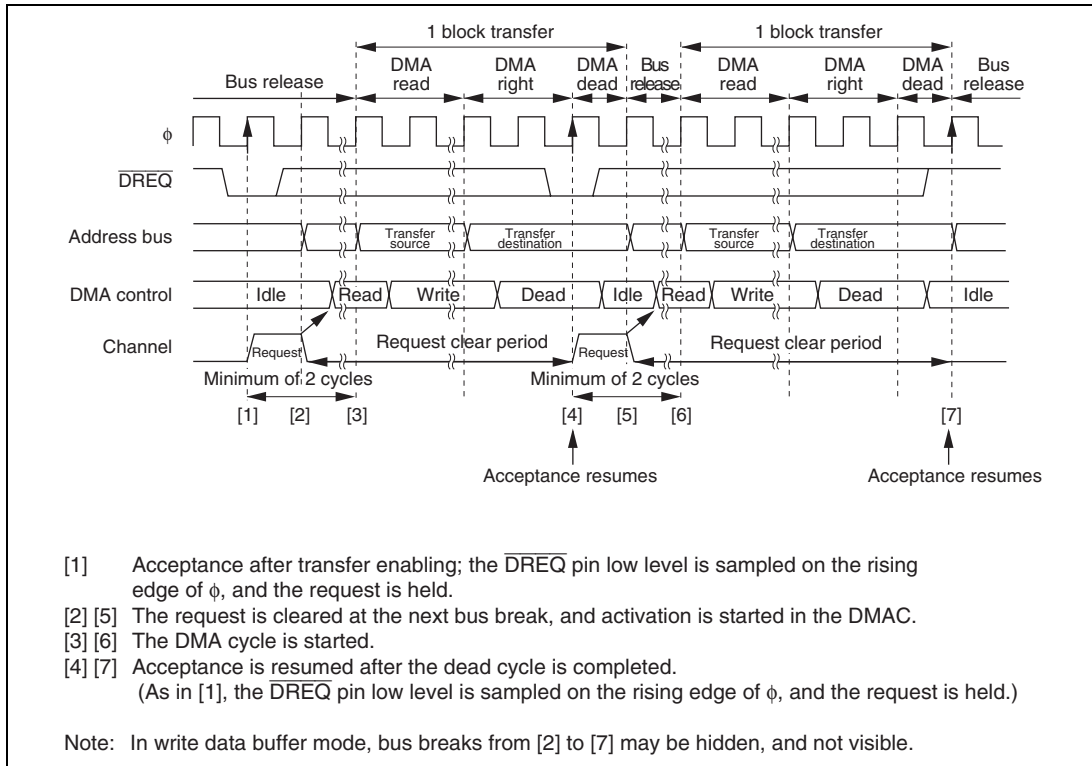 1 block transfer 1 block transfer
Bus release DMA read DMA right DMA dead Bus release DMA read DMA right DMA dead Bus release
ϕ
DREQ
Address bus Transfer source Transfer destination Transfer source Transfer destination
DMA control Idle Read Write Dead Idle Read Write Dead Idle
Channel Request Request clear period Request Request clear period
Minimum of 2 cycles Minimum of 2 cycles
[1] [2] [3] [4] [5] [6] [7]
Acceptance resumes Acceptance resumes
[1] Acceptance after transfer enabling; the DREQ pin low level is sampled on the rising
edge of ϕ, and the request is held.
[2] [5] The request is cleared at the next bus break, and activation is started in the DMAC.
[3] [6] The DMA cycle is started.
[4] [7] Acceptance is resumed after the dead cycle is completed.
(As in [1], the DREQ pin low level is sampled on the rising edge of ϕ, and the request is held.)
Note: In write data buffer mode, bus breaks from [2] to [7] may be hidden, and not visible.